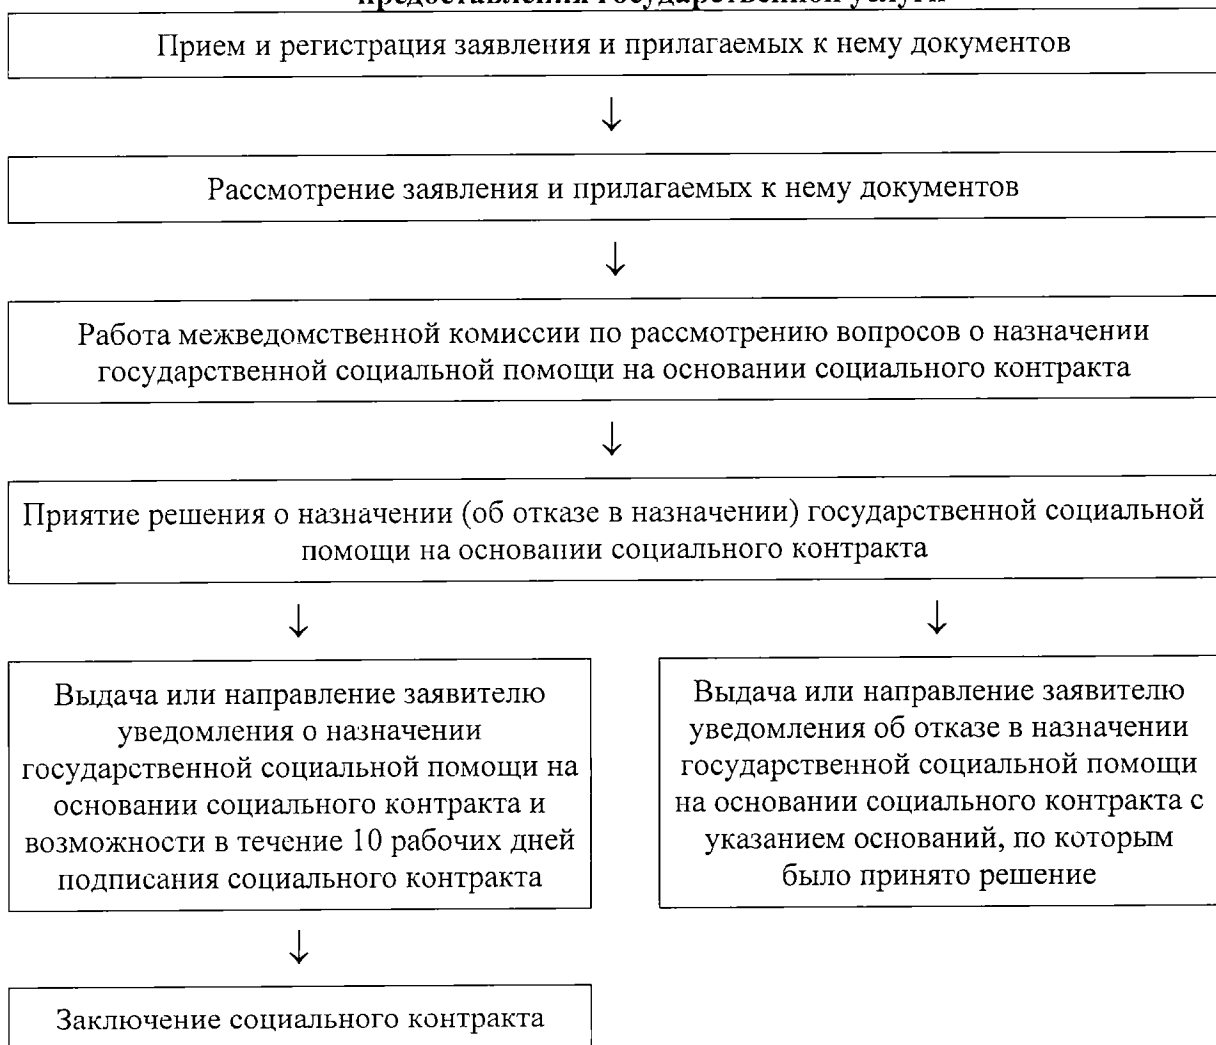 предоставления государственной услуги
Прием и регистрация заявления и прилагаемых к нему документов
↓
Рассмотрение заявления и прилагаемых к нему документов
↓
Работа межведомственной комиссии по рассмотрению вопросов о назначении
государственной социальной помощи на основании социального контракта
↓
Приятие решения о назначении (об отказе в назначении) государственной социальной
помощи на основании социального контракта
↓ ↓
Выдача или направление заявителю
уведомления о назначении
государственной социальной помощи на
основании социального контракта и
возможности в течение 10 рабочих дней
подписания социального контракта
Выдача или направление заявителю
уведомления об отказе в назначении
государственной социальной помощи
на основании социального контракта с
указанием оснований, по которым
было принято решение
↓
Заключение социального контракта